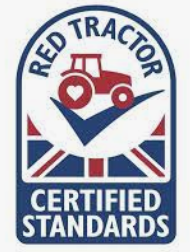 RED TRACTOR
CERTIFIED
STANDARDS